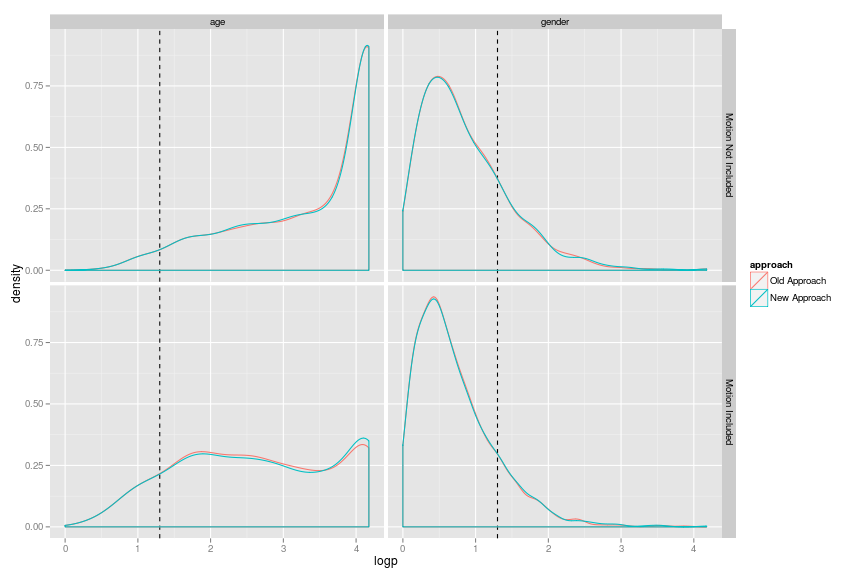 age gender
0.75
0.50
0.25
0.00
Motion Not Included
0.75
0.50
0.25
0.00
Motion Included
density
0 1 2 3 4 0 1 2 3 4
logp
approach
Old Approach
New Approach